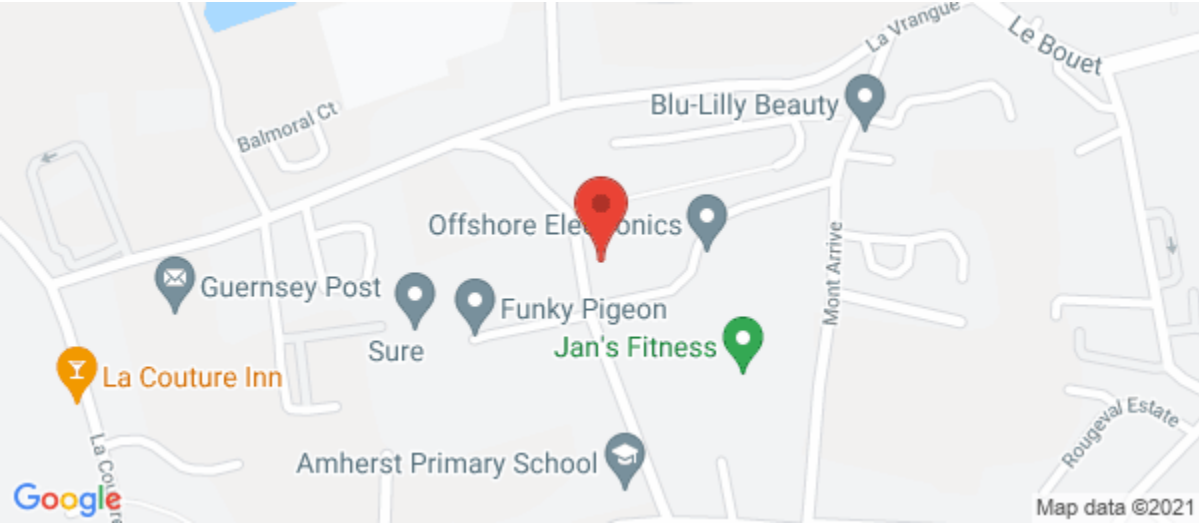 La Vrangue
Le Bouet
Blu-Lilly Beauty
Balmoral Ct
Offshore Electronics
Guernsey Post
Funky Pigeon
Mont Arrive
Sure
Jan's Fitness
La Couture Inn
Rougeval Estate
La
Amherst Primary School
Google
Map data ©2021